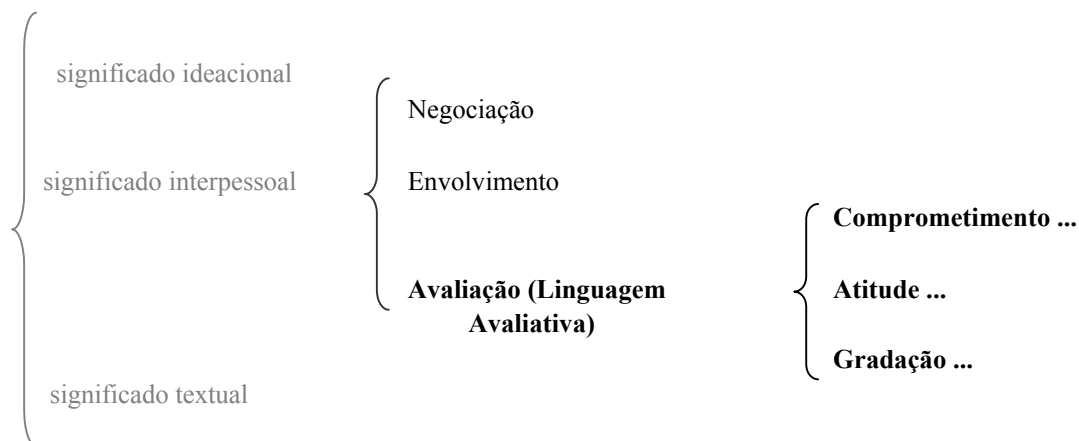 significado ideacional
Negociação
significado interpessoal
Envolvimento
Comprometimento ...
Avaliação (Linguagem
Avaliativa)
Atitude ...
Gradação ...
significado textual